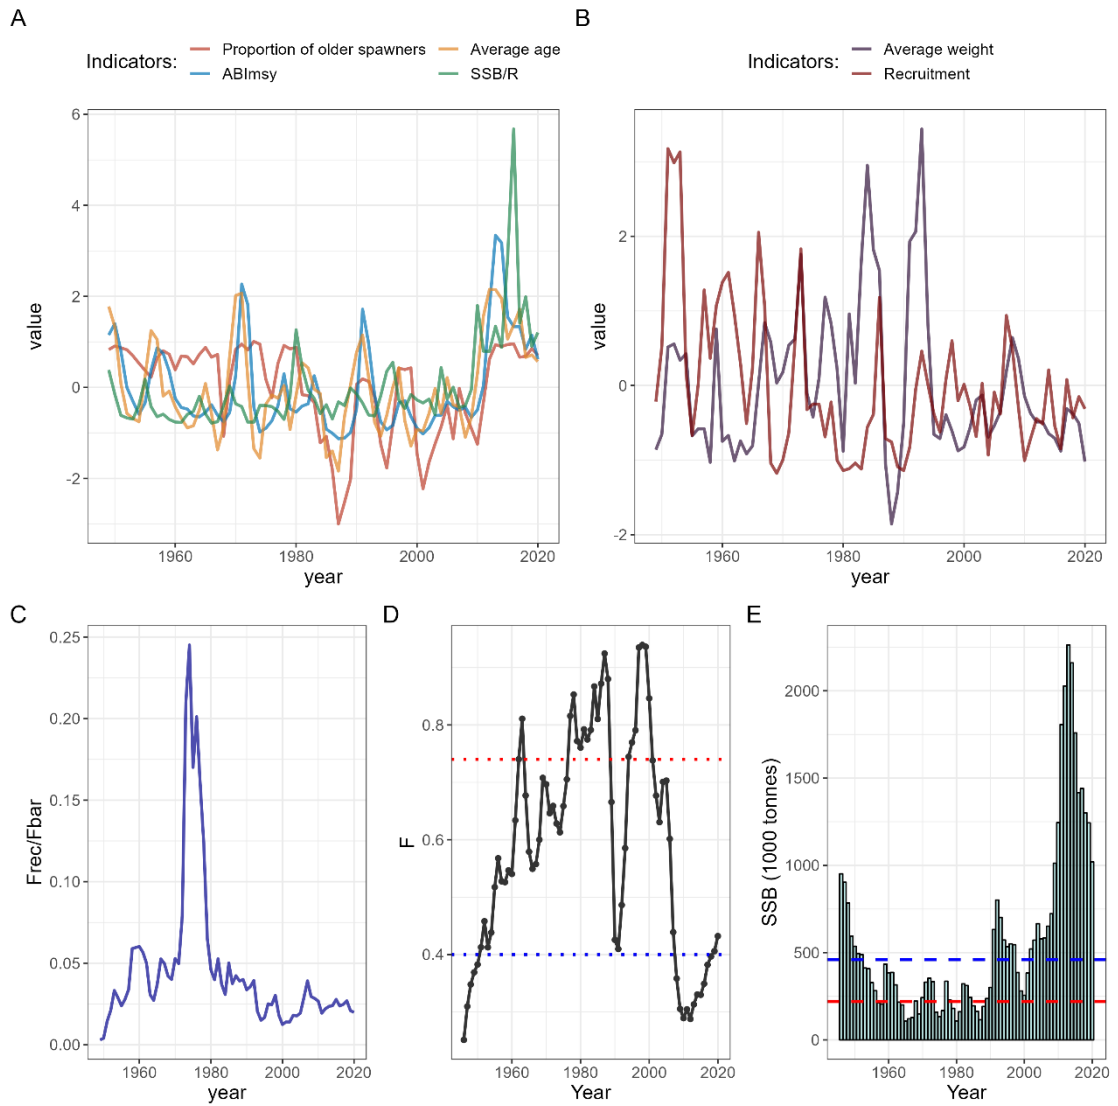 A
Indicators:
Proportion of older spawners
Average age
ABImsy
SSB/R
value
6
4
2
0
-2
1960
1980
2000
2020
year
B
Indicators:
Average weight
Recruitment
value
2
0
-2
1960
1980
2000
2020
year
C
Frec/Fbar
0.25
0.20
0.15
0.10
0.05
0.00
1960
1980
2000
2020
year
D
F
0.8
0.6
0.4
1960
1980
2000
2020
Year
E
SSB (1000 tonnes)
2000
1500
1000
500
0
1960
1980
2000
2020
Year